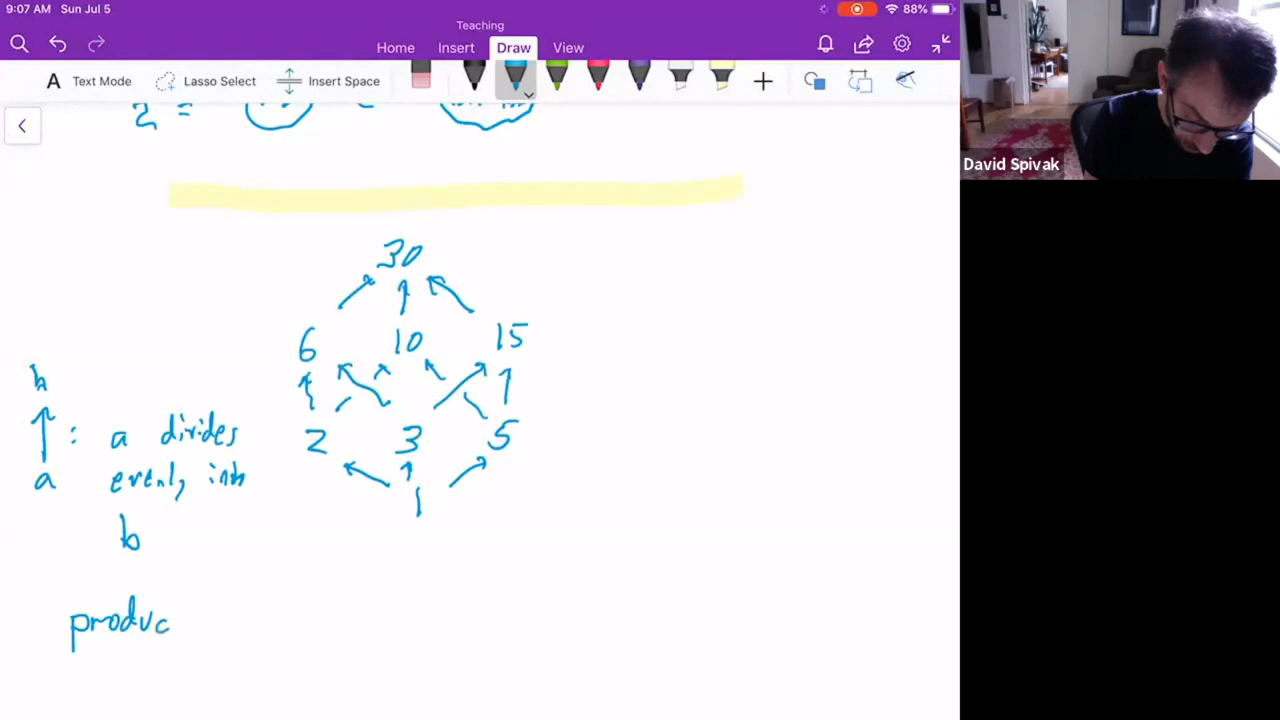 9:07 AM Sun Jul 5
88%
Teaching
Home Insert Draw View
A Text Mode Lasso Select Insert Space
David Spivak
30
6 10 15
2 3 5
1
b
: a divides
a evenly into
b
produc